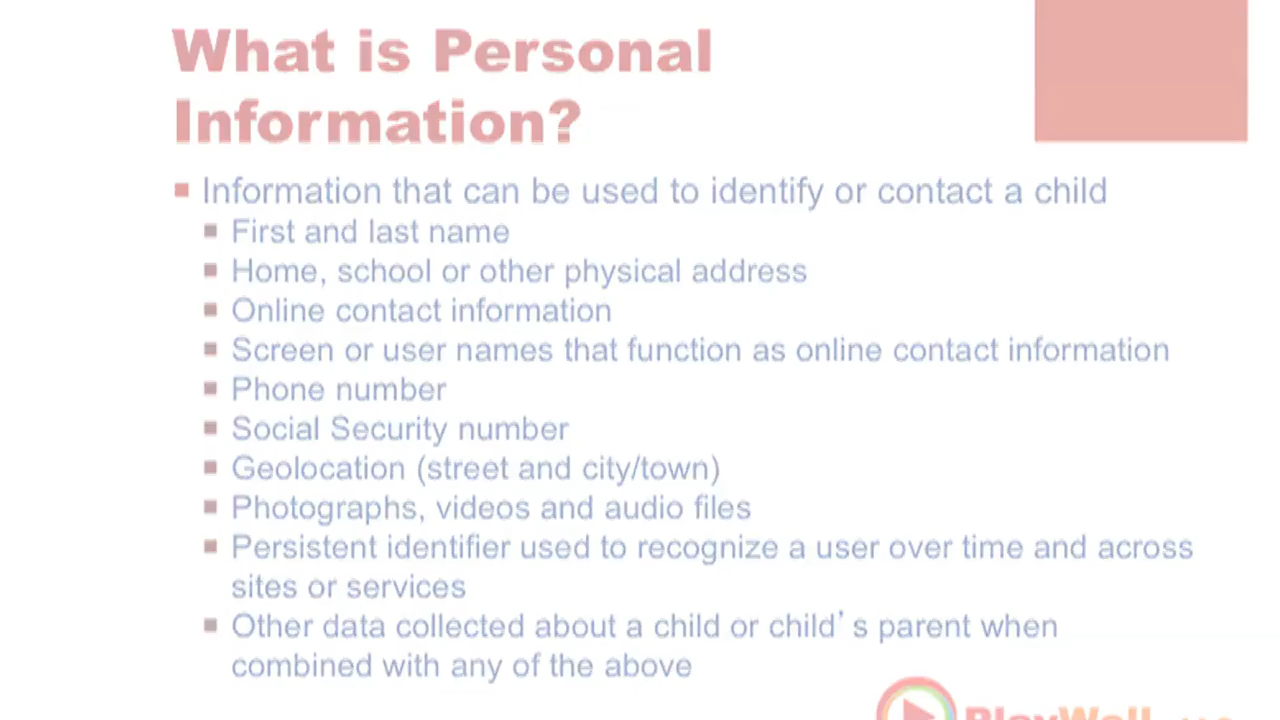 What is Personal
Information?
Information that can be used to identify or contact a child
First and last name
Home, school or other physical address
Online contact information
Screen or user names that function as online contact information
Phone number
Social Security number
Geolocation (street and city/town)
Photographs, videos and audio files
Persistent identifier used to recognize a user over time and across
sites or services
Other data collected about a child or child's parent when
combined with any of the above